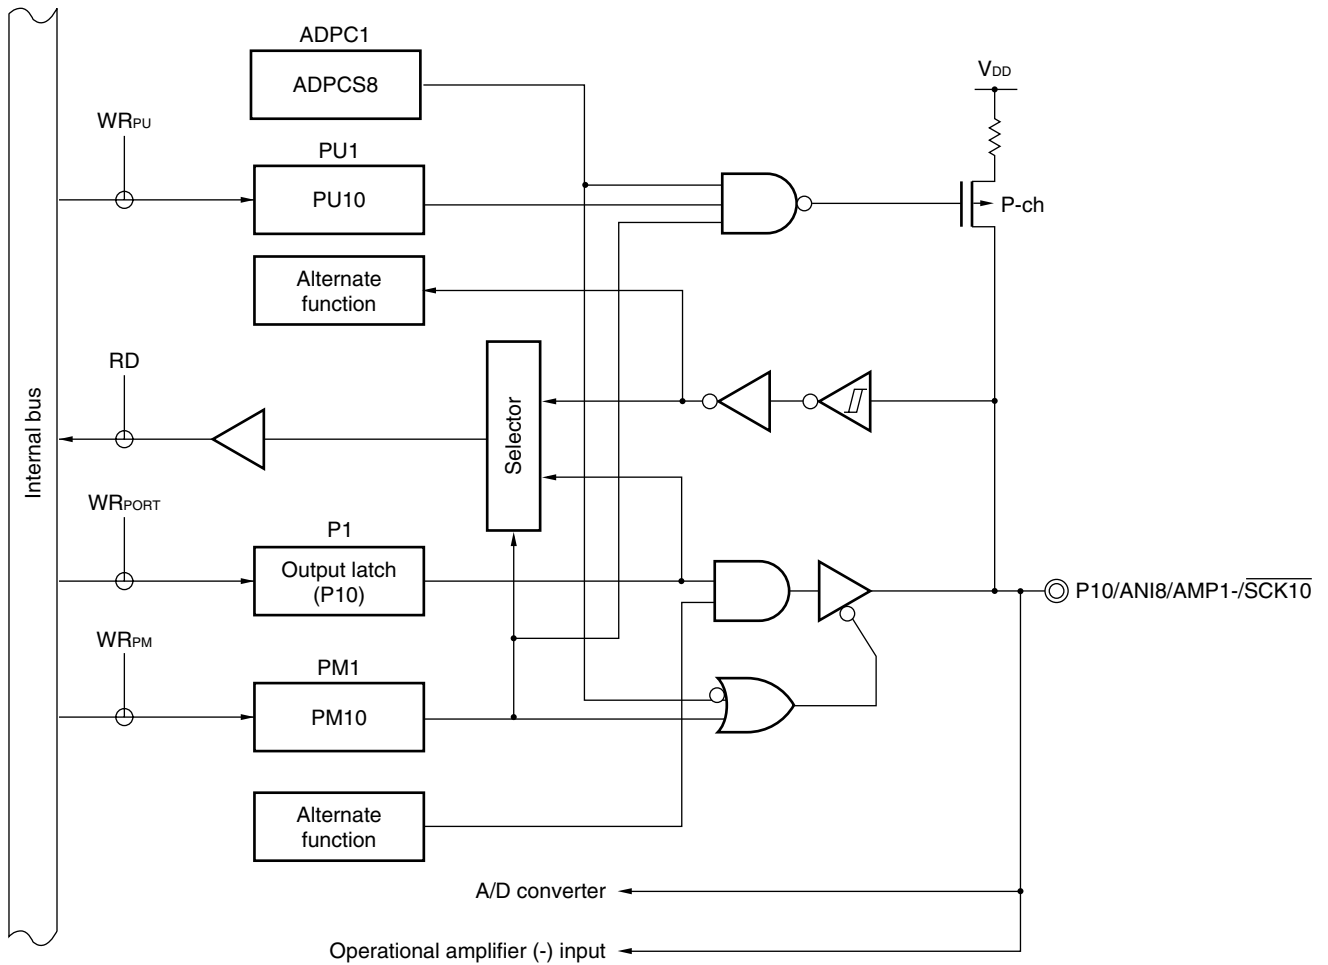 ADPC1
ADPCS8
VDD
WRPU
PU1
PU10
P-ch
Alternate
function
RD
Selector
Internal bus
WRPORT
P1
Output latch
(P10)
P10/ANI8/AMP1-/SCK10
WRPM
PM1
PM10
Alternate
function
A/D converter
Operational amplifier (-) input